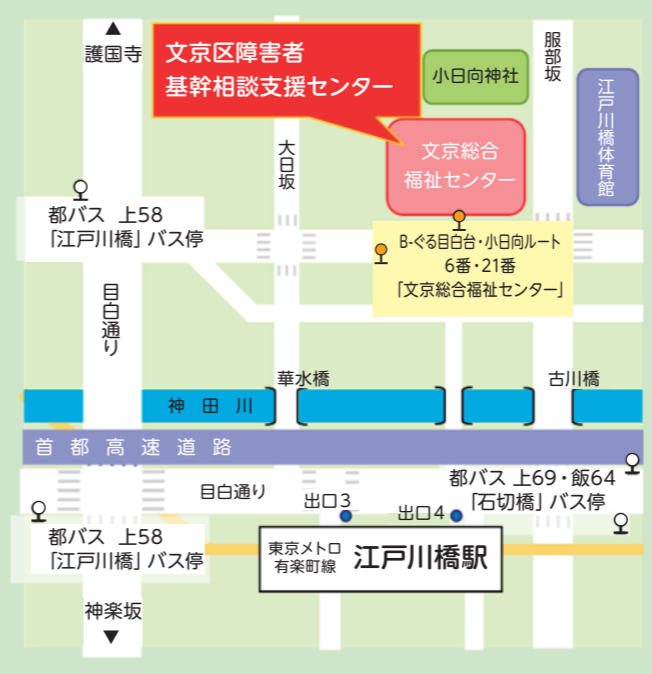 ▲
護国寺
文京区障害者
基幹相談支援センター
小日向神社
服部坂
江戸川橋体育館
大日坂
文京総合
福祉センター
都バス 上58
「江戸川橋」バス停
B-ぐる目白台・小日向ルート
6番・21番
「文京総合福祉センター」
目白通り
華水橋
古川橋
神田川
首都高速道路
目白通り
都バス 上69・飯64
「石切橋」バス停
出口3
出口4
都バス 上58
「江戸川橋」バス停
東京メトロ
有楽町線
江戸川橋駅
神楽坂
▼